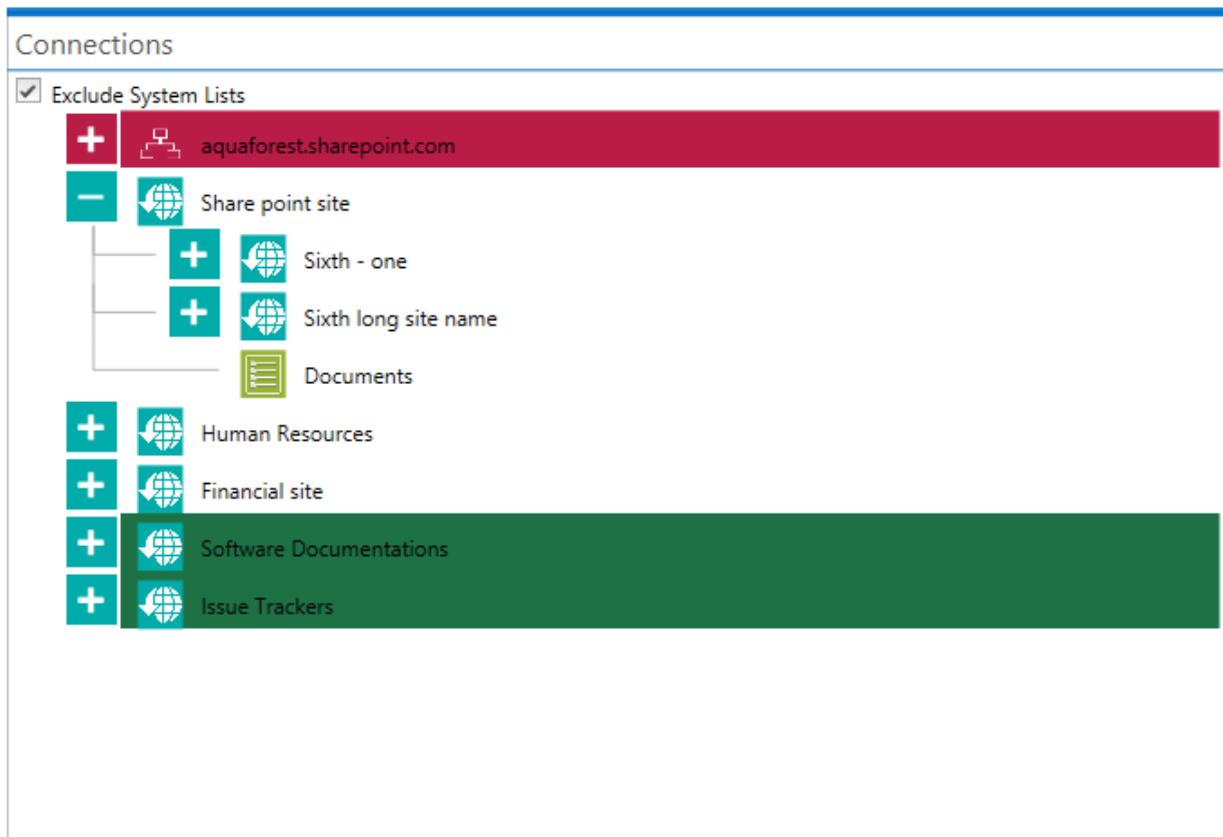 Connections
Exclude System Lists
aquaforest.sharepoint.com
Share point site
Sixth - one
Sixth long site name
Documents
Human Resources
Financial site
Software Documentations
Issue Trackers